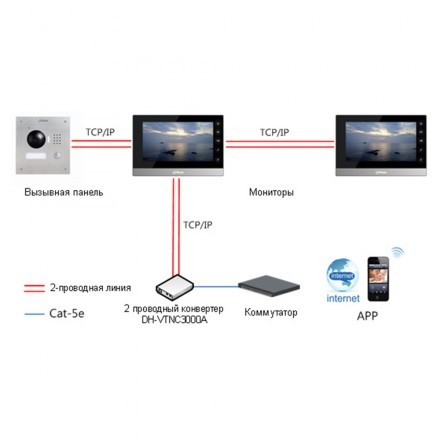 TCP/IP
TCP/IP
Вызывная панель
Мониторы
TCP/IP
2-проводная линия
Cat-5e
2 проводный конвертер
DH-VTNC3000A
Коммутатор
internet
internet
APP